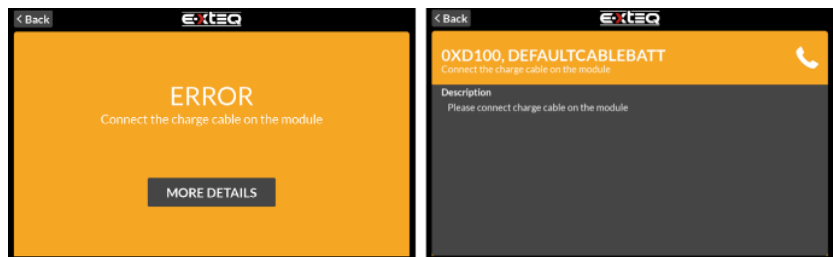 < Back
E-XTEQ
ERROR
Connect the charge cable on the module
MORE DETAILS
< Back
E-XTEQ
0XD100, DEFAULTCABLEBATT
Connect the charge cable on the module
Description
Please connect charge cable on the module